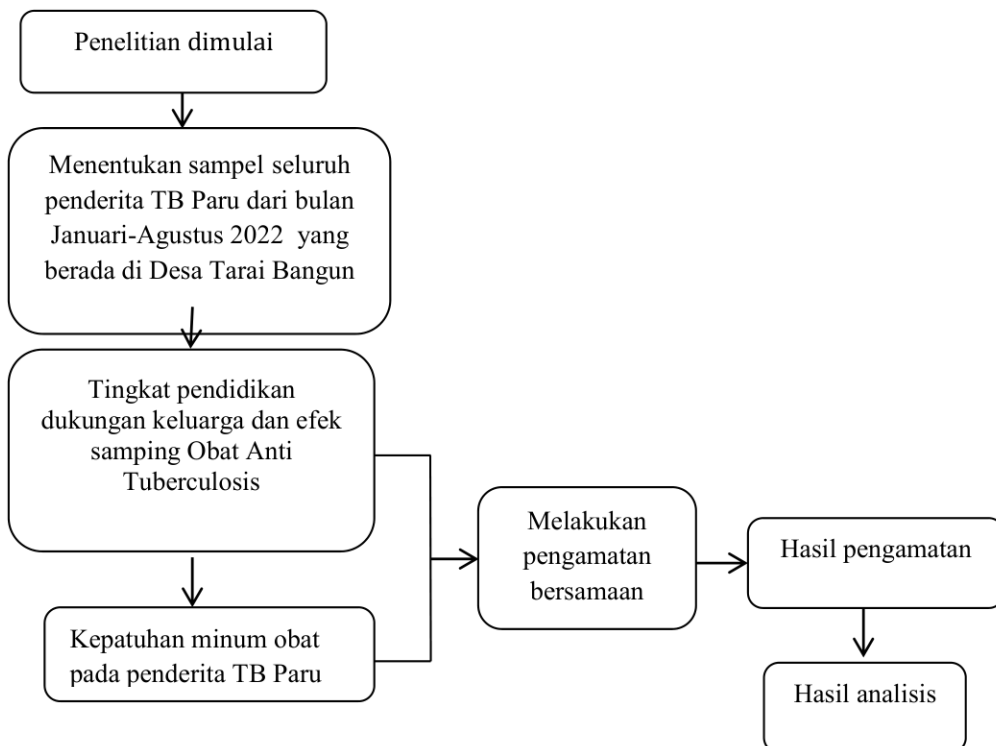 Penelitian dimulai
Menentukan sampel seluruh
penderita TB Paru dari bulan
Januari-Agustus 2022 yang
berada di Desa Tarai Bangun
Tingkat pendidikan
dukungan keluarga dan efek
samping Obat Anti
Tuberculosis
Kepatuhan minum obat
pada penderita TB Paru
Melakukan
pengamatan
bersamaan
Hasil pengamatan
Hasil analisis